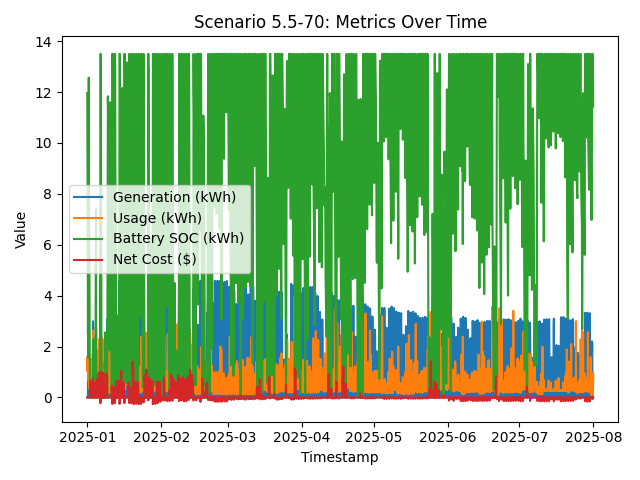 Scenario 5.5-70: Metrics Over Time
14
12
10
8
6
4
2
0
Value
Generation (kWh)
Usage (kWh)
Battery SOC (kWh)
Net Cost ($)
2025-01
2025-02
2025-03
2025-04
2025-05
2025-06
2025-07
2025-08
Timestamp